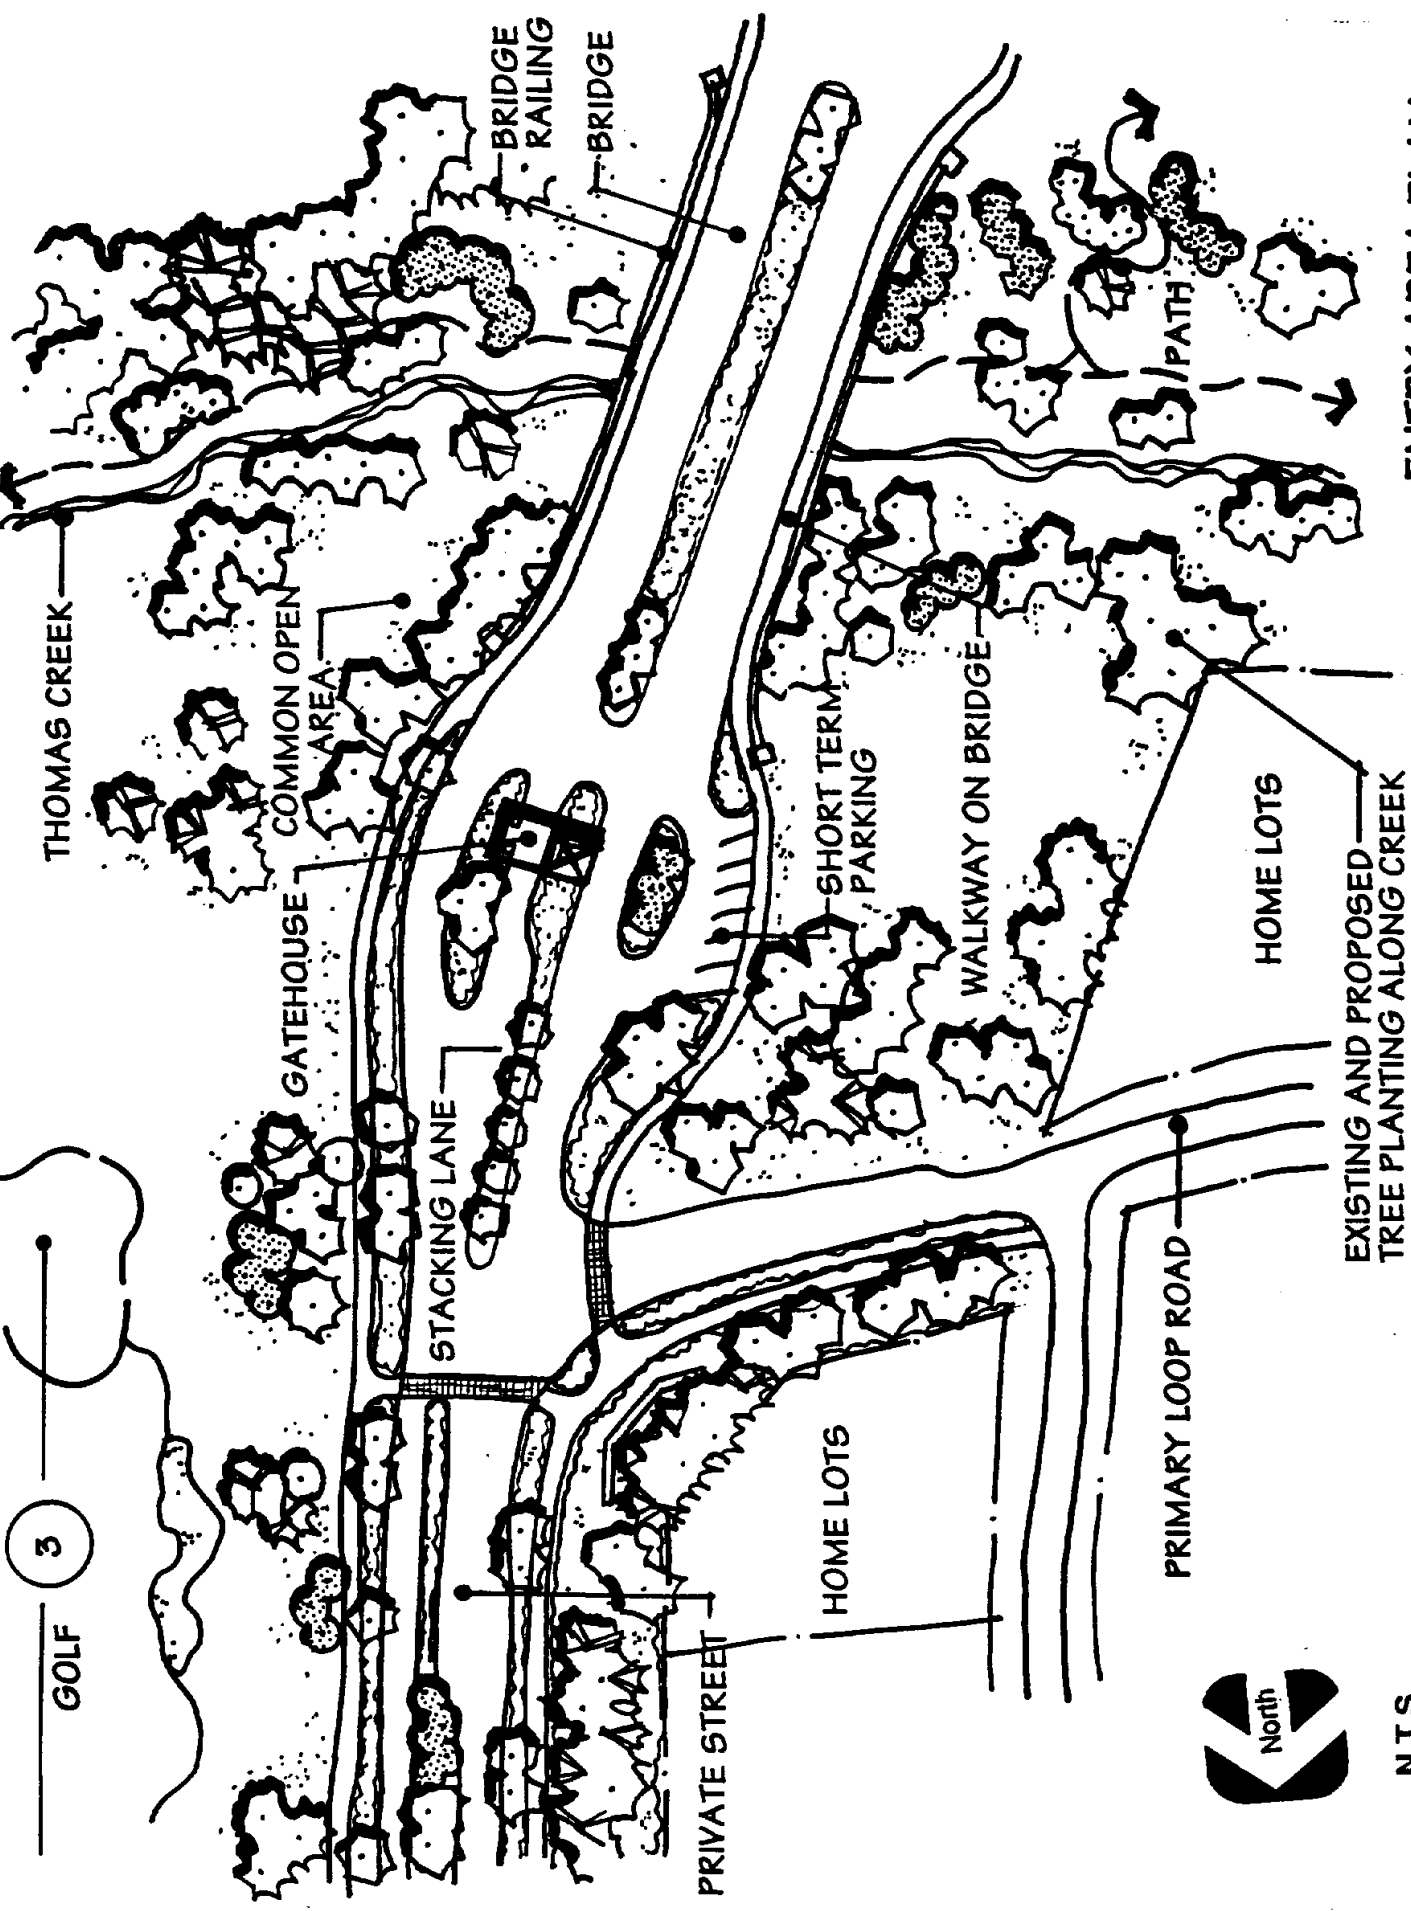 THOMAS CREEK
COMMON OPEN
AREA
GATEHOUSE
BRIDGE
RAILING
BRIDGE
GOLF
3
STACKING LANE
SHORT TERM
PARKING
WALKWAY ON BRIDGE
PATH
PRIVATE STREET
HOME LOTS
HOME LOTS
PRIMARY LOOP ROAD
EXISTING AND PROPOSED
TREE PLANTING ALONG CREEK
North
N.T.S.